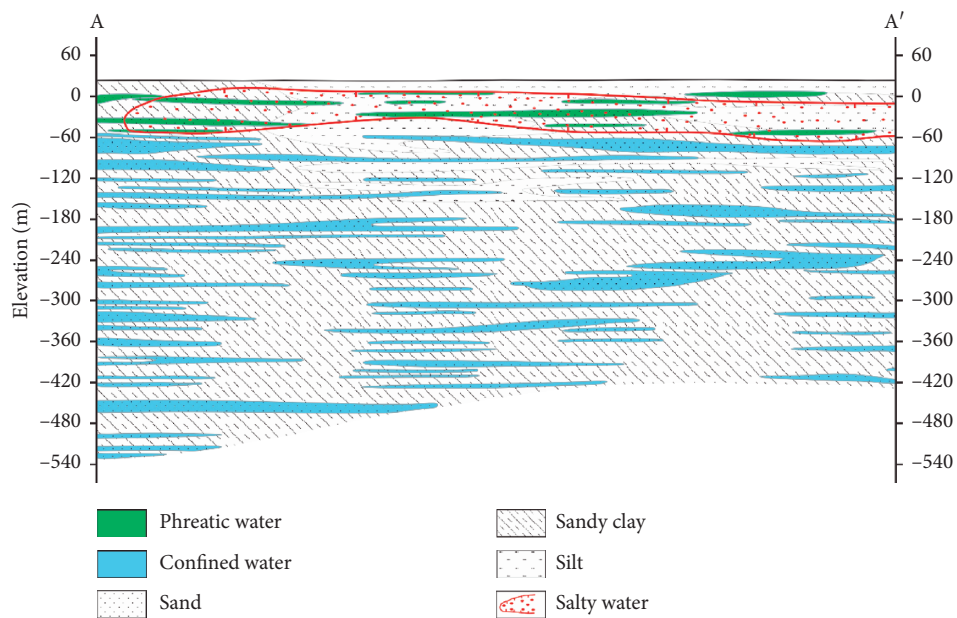 A A′
60 60
0 0
−60 −60
−120 −120
−180 −180
−240 −240
−300 −300
−360 −360
−420 −420
−480 −480
−540 −540
Elevation (m)
Phreatic water
Confined water
Sand
Sandy clay
Silt
Salty water